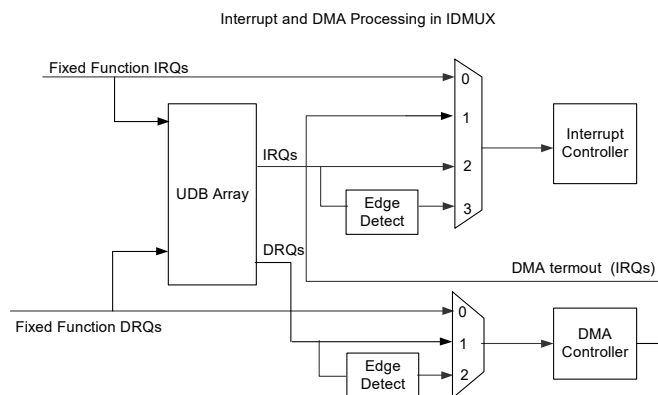 Interrupt and DMA Processing in IDMUX
Fixed Function IRQs
0
1
Interrupt
Controller
IRQs
2
UDB Array
Edge
Detect
3
DRQs
DMA termout (IRQs)
0
Fixed Function DRQs
1
DMA
Controller
Edge
Detect
2